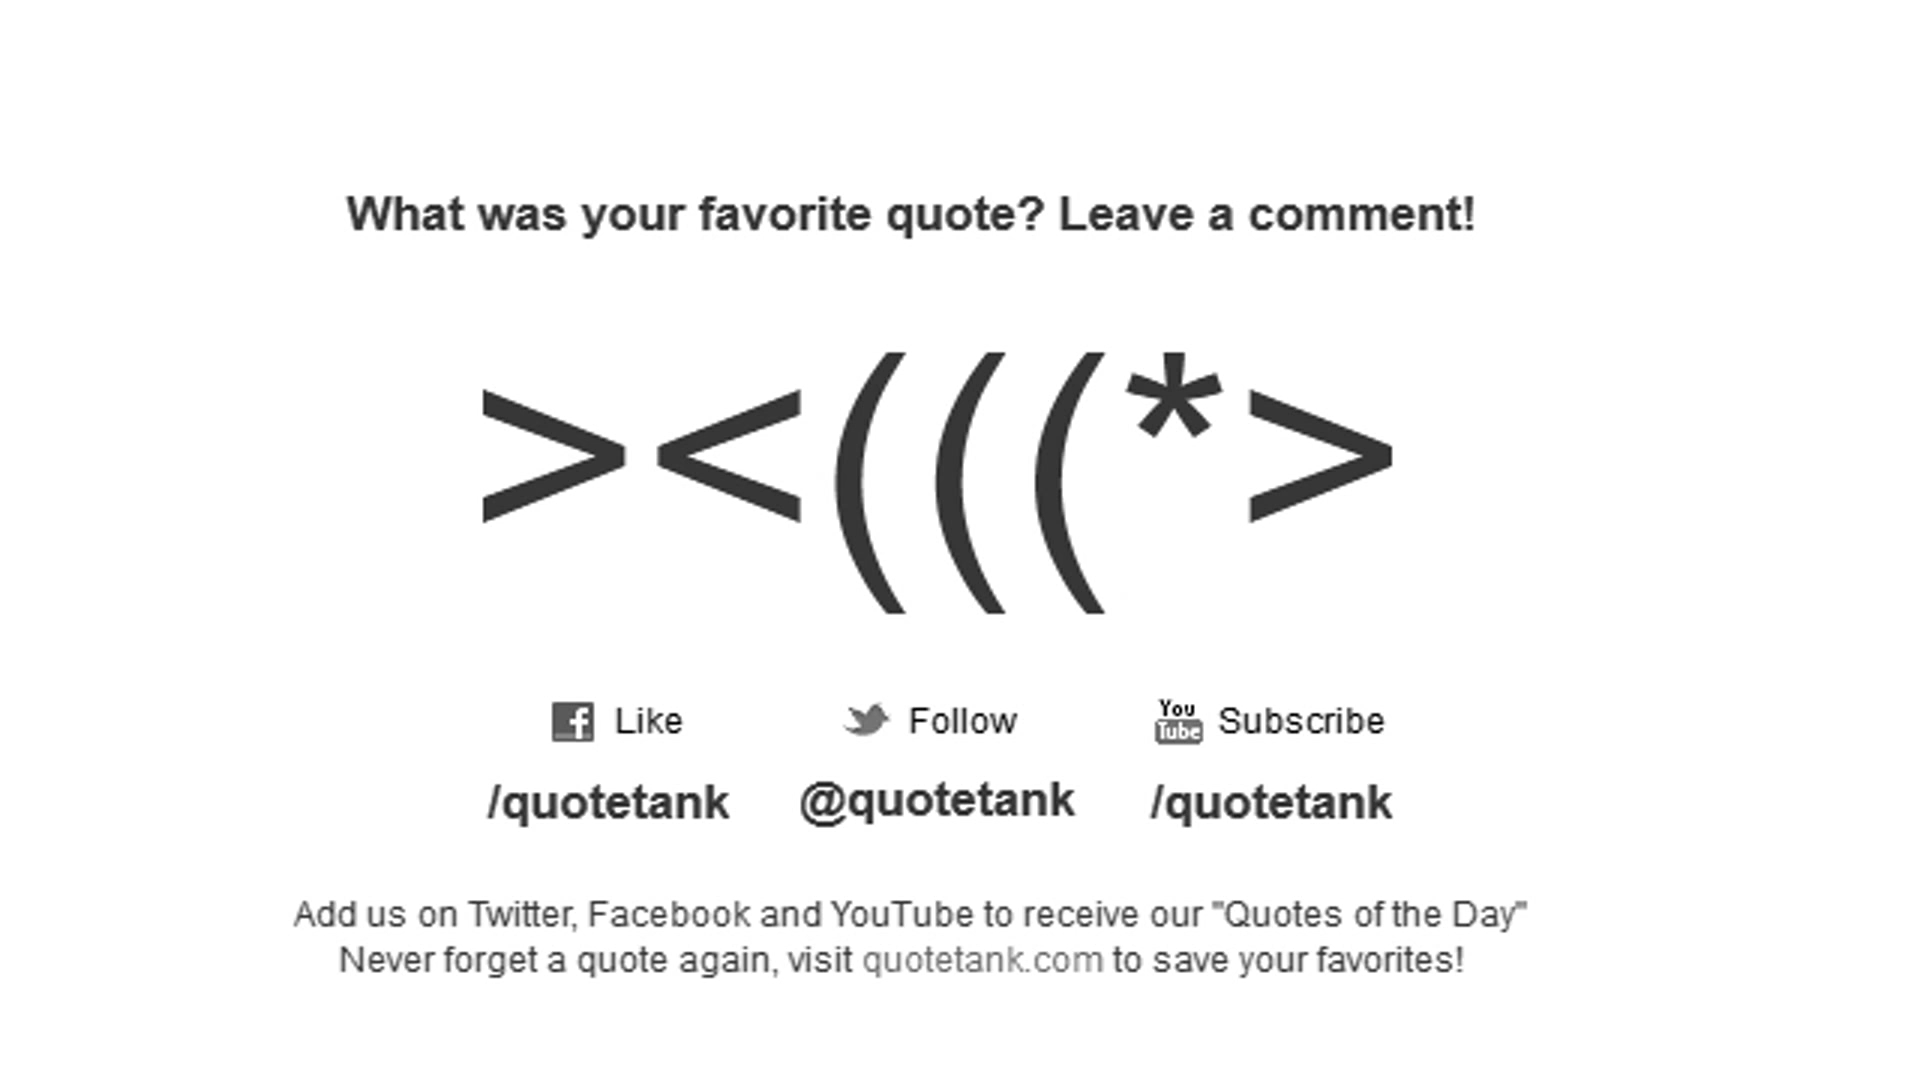 What was your favorite quote? Leave a comment!
><(((*>
f Like Follow You Tube Subscribe
/quotetank @quotetank /quotetank
Add us on Twitter, Facebook and YouTube to receive our "Quotes of the Day"
Never forget a quote again, visit quotetank.com to save your favorites!